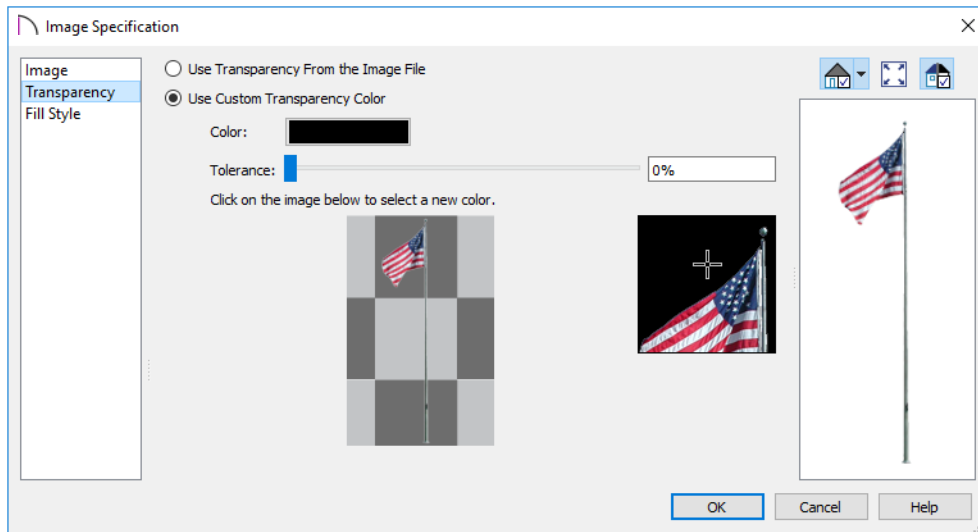 Image Specification
Image
Transparency
Fill Style
Use Transparency From the Image File
Use Custom Transparency Color
Color:
Tolerance:
0%
Click on the image below to select a new color.
OK
Cancel
Help